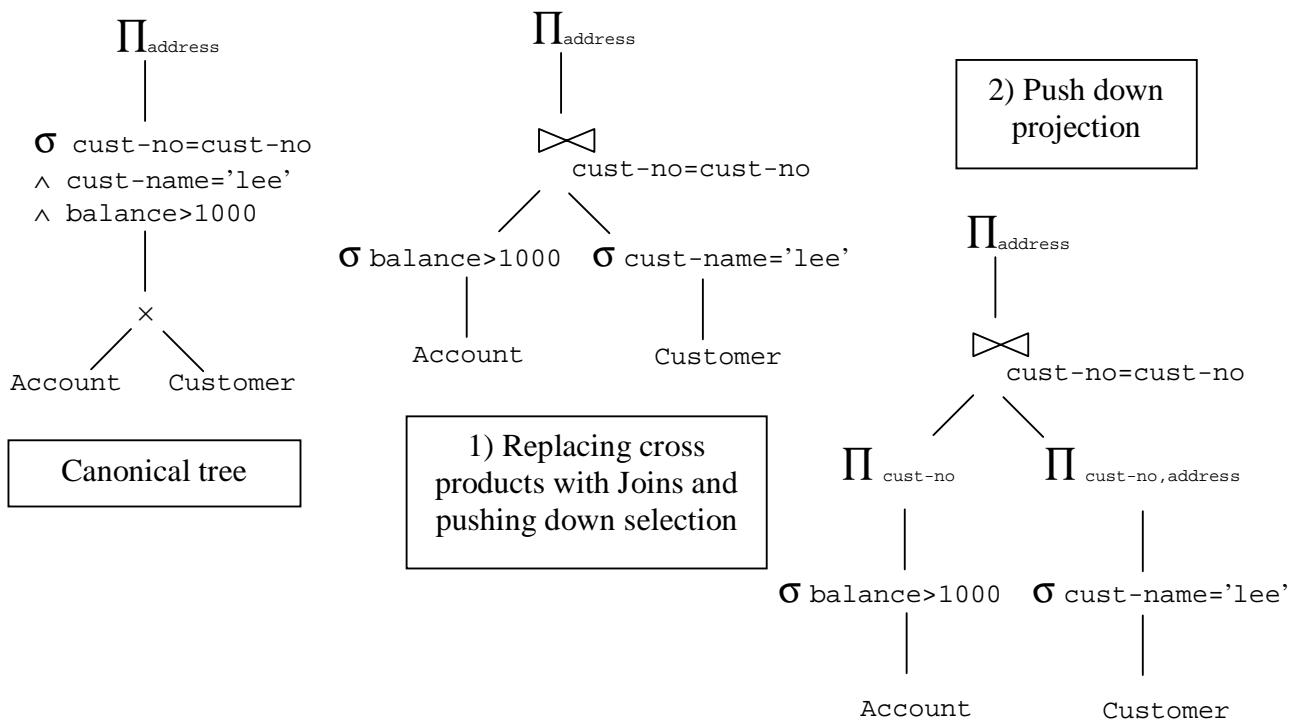 ∏address
σ cust-no=cust-no
∧ cust-name='lee'
∧ balance>1000
×
Account Customer
Canonical tree
∏address
⋈
cust-no=cust-no
σ balance>1000 σ cust-name='lee'
Account Customer
1) Replacing cross
products with Joins and
pushing down selection
2) Push down
projection
∏address
⋈
cust-no=cust-no
∏ cust-no ∏ cust-no,address
σ balance>1000 σ cust-name='lee'
Account Customer